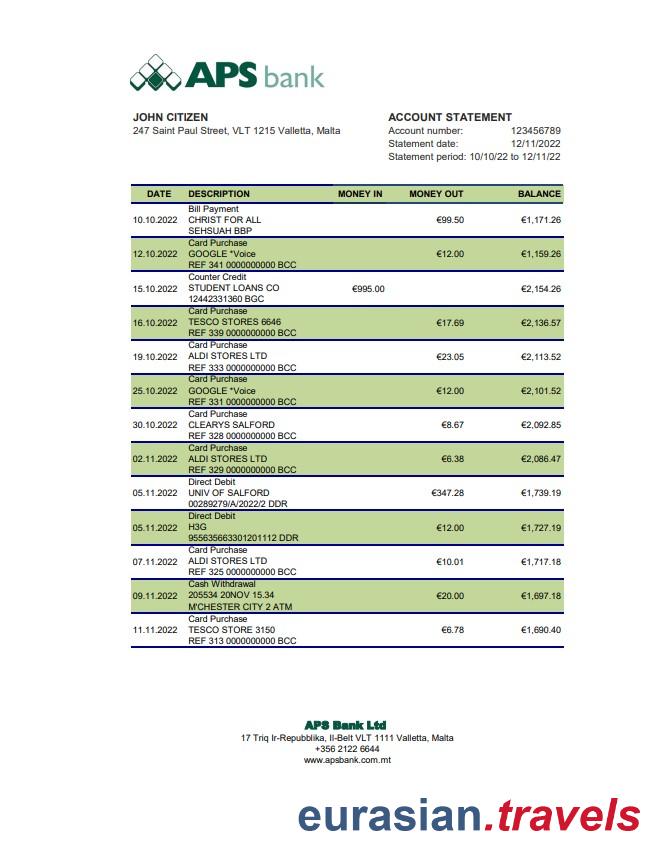 APS bank
JOHN CITIZEN
247 Saint Paul Street, VLT 1215 Valletta, Malta
ACCOUNT STATEMENT
Account number: 123456789
Statement date: 12/11/2022
Statement period: 10/10/22 to 12/11/22
DATE DESCRIPTION MONEY IN MONEY OUT BALANCE
Bill Payment
10.10.2022 CHRIST FOR ALL €99.50 €1,171.26
SEHSUAH BBP
Card Purchase
12.10.2022 GOOGLE *Voice €12.00 €1,159.26
REF 341 0000000000 BCC
Counter Credit
15.10.2022 STUDENT LOANS CO €995.00 €2,154.26
12442331360 BGC
Card Purchase
16.10.2022 TESCO STORES 6646 €17.69 €2,136.57
REF 339 0000000000 BCC
Card Purchase
19.10.2022 ALDI STORES LTD €23.05 €2,113.52
REF 333 0000000000 BCC
Card Purchase
25.10.2022 GOOGLE *Voice €12.00 €2,101.52
REF 331 0000000000 BCC
Card Purchase
30.10.2022 CLEARYS SALFORD €8.67 €2,092.85
REF 328 0000000000 BCC
Card Purchase
02.11.2022 ALDI STORES LTD €6.38 €2,086.47
REF 329 0000000000 BCC
Direct Debit
05.11.2022 UNIV OF SALFORD €347.28 €1,739.19
00289279/A/2022/2 DDR
Direct Debit
05.11.2022 H3G €12.00 €1,727.19
955635663301201112 DDR
Card Purchase
07.11.2022 ALDI STORES LTD €10.01 €1,717.18
REF 325 0000000000 BCC
Cash Withdrawal
09.11.2022 205534 20NOV 15.34 €20.00 €1,697.18
M'CHESTER CITY 2 ATM
Card Purchase
11.11.2022 TESCO STORE 3150 €6.78 €1,690.40
REF 313 0000000000 BCC
APS Bank Ltd
17 Triq Ir-Repubblika, Il-Belt VLT 1111 Valletta, Malta
+356 2122 6644
www.apsbank.com.mt
eurasian.travels